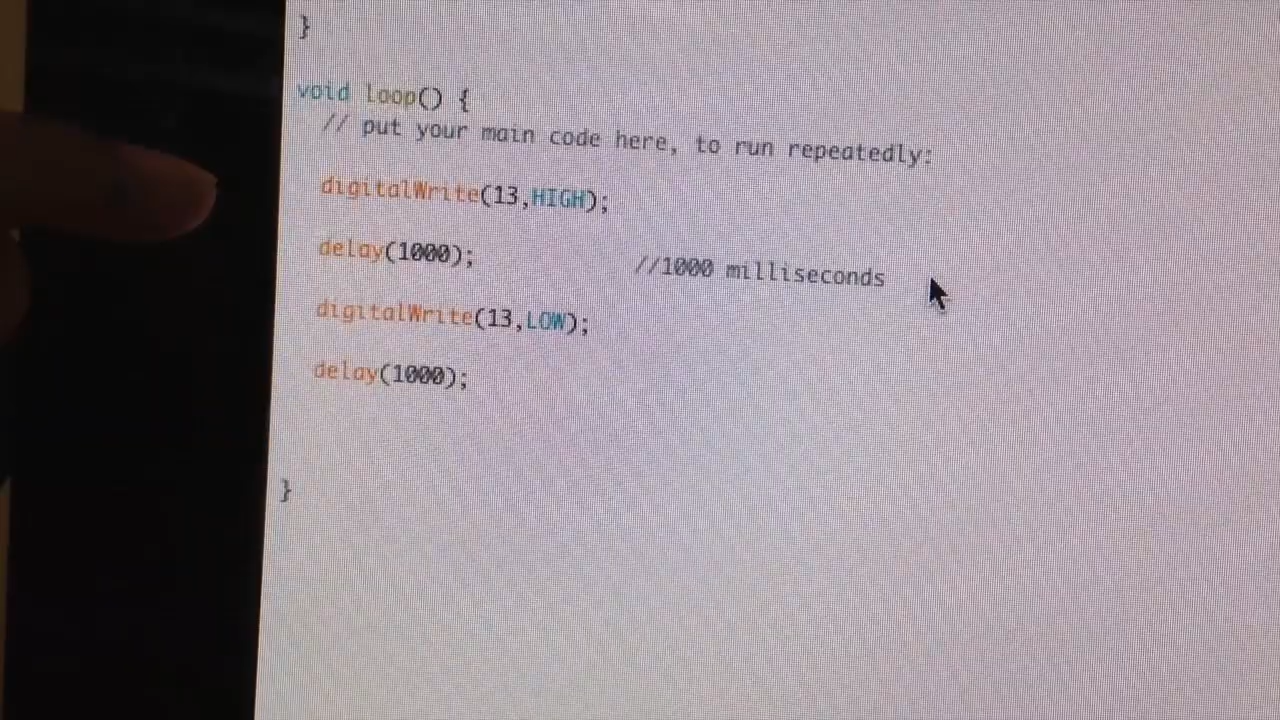 }
void loop() {
// put your main code here, to run repeatedly:
digitalWrite(13,HIGH);
delay(1000); //1000 milliseconds
digitalWrite(13,LOW);
delay(1000);
}